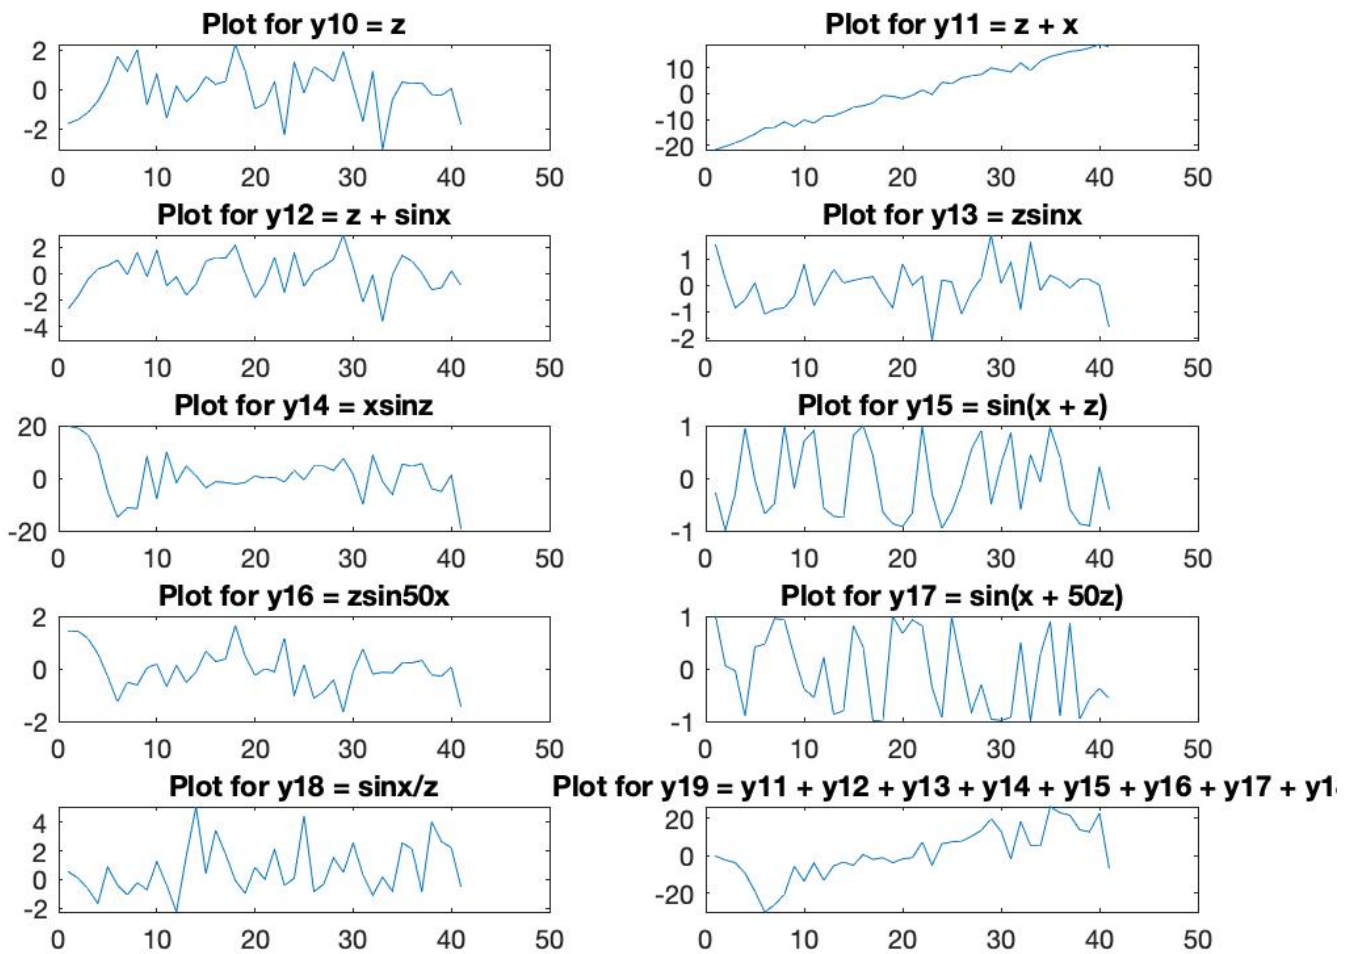 Plot for y10 = z
2
0
-2
0 10 20 30 40 50
Plot for y11 = z + x
10
0
-10
-20
0 10 20 30 40 50
Plot for y12 = z + sinx
2
0
-2
-4
0 10 20 30 40 50
Plot for y13 = zsinx
1
0
-1
-2
0 10 20 30 40 50
Plot for y14 = xsinz
20
0
-20
0 10 20 30 40 50
Plot for y15 = sin(x + z)
1
0
-1
0 10 20 30 40 50
Plot for y16 = zsin50x
2
0
-2
0 10 20 30 40 50
Plot for y17 = sin(x + 50z)
1
0
-1
0 10 20 30 40 50
Plot for y18 = sinx/z
4
2
0
-2
0 10 20 30 40 50
Plot for y19 = y11 + y12 + y13 + y14 + y15 + y16 + y17 +
20
0
-20
0 10 20 30 40 50